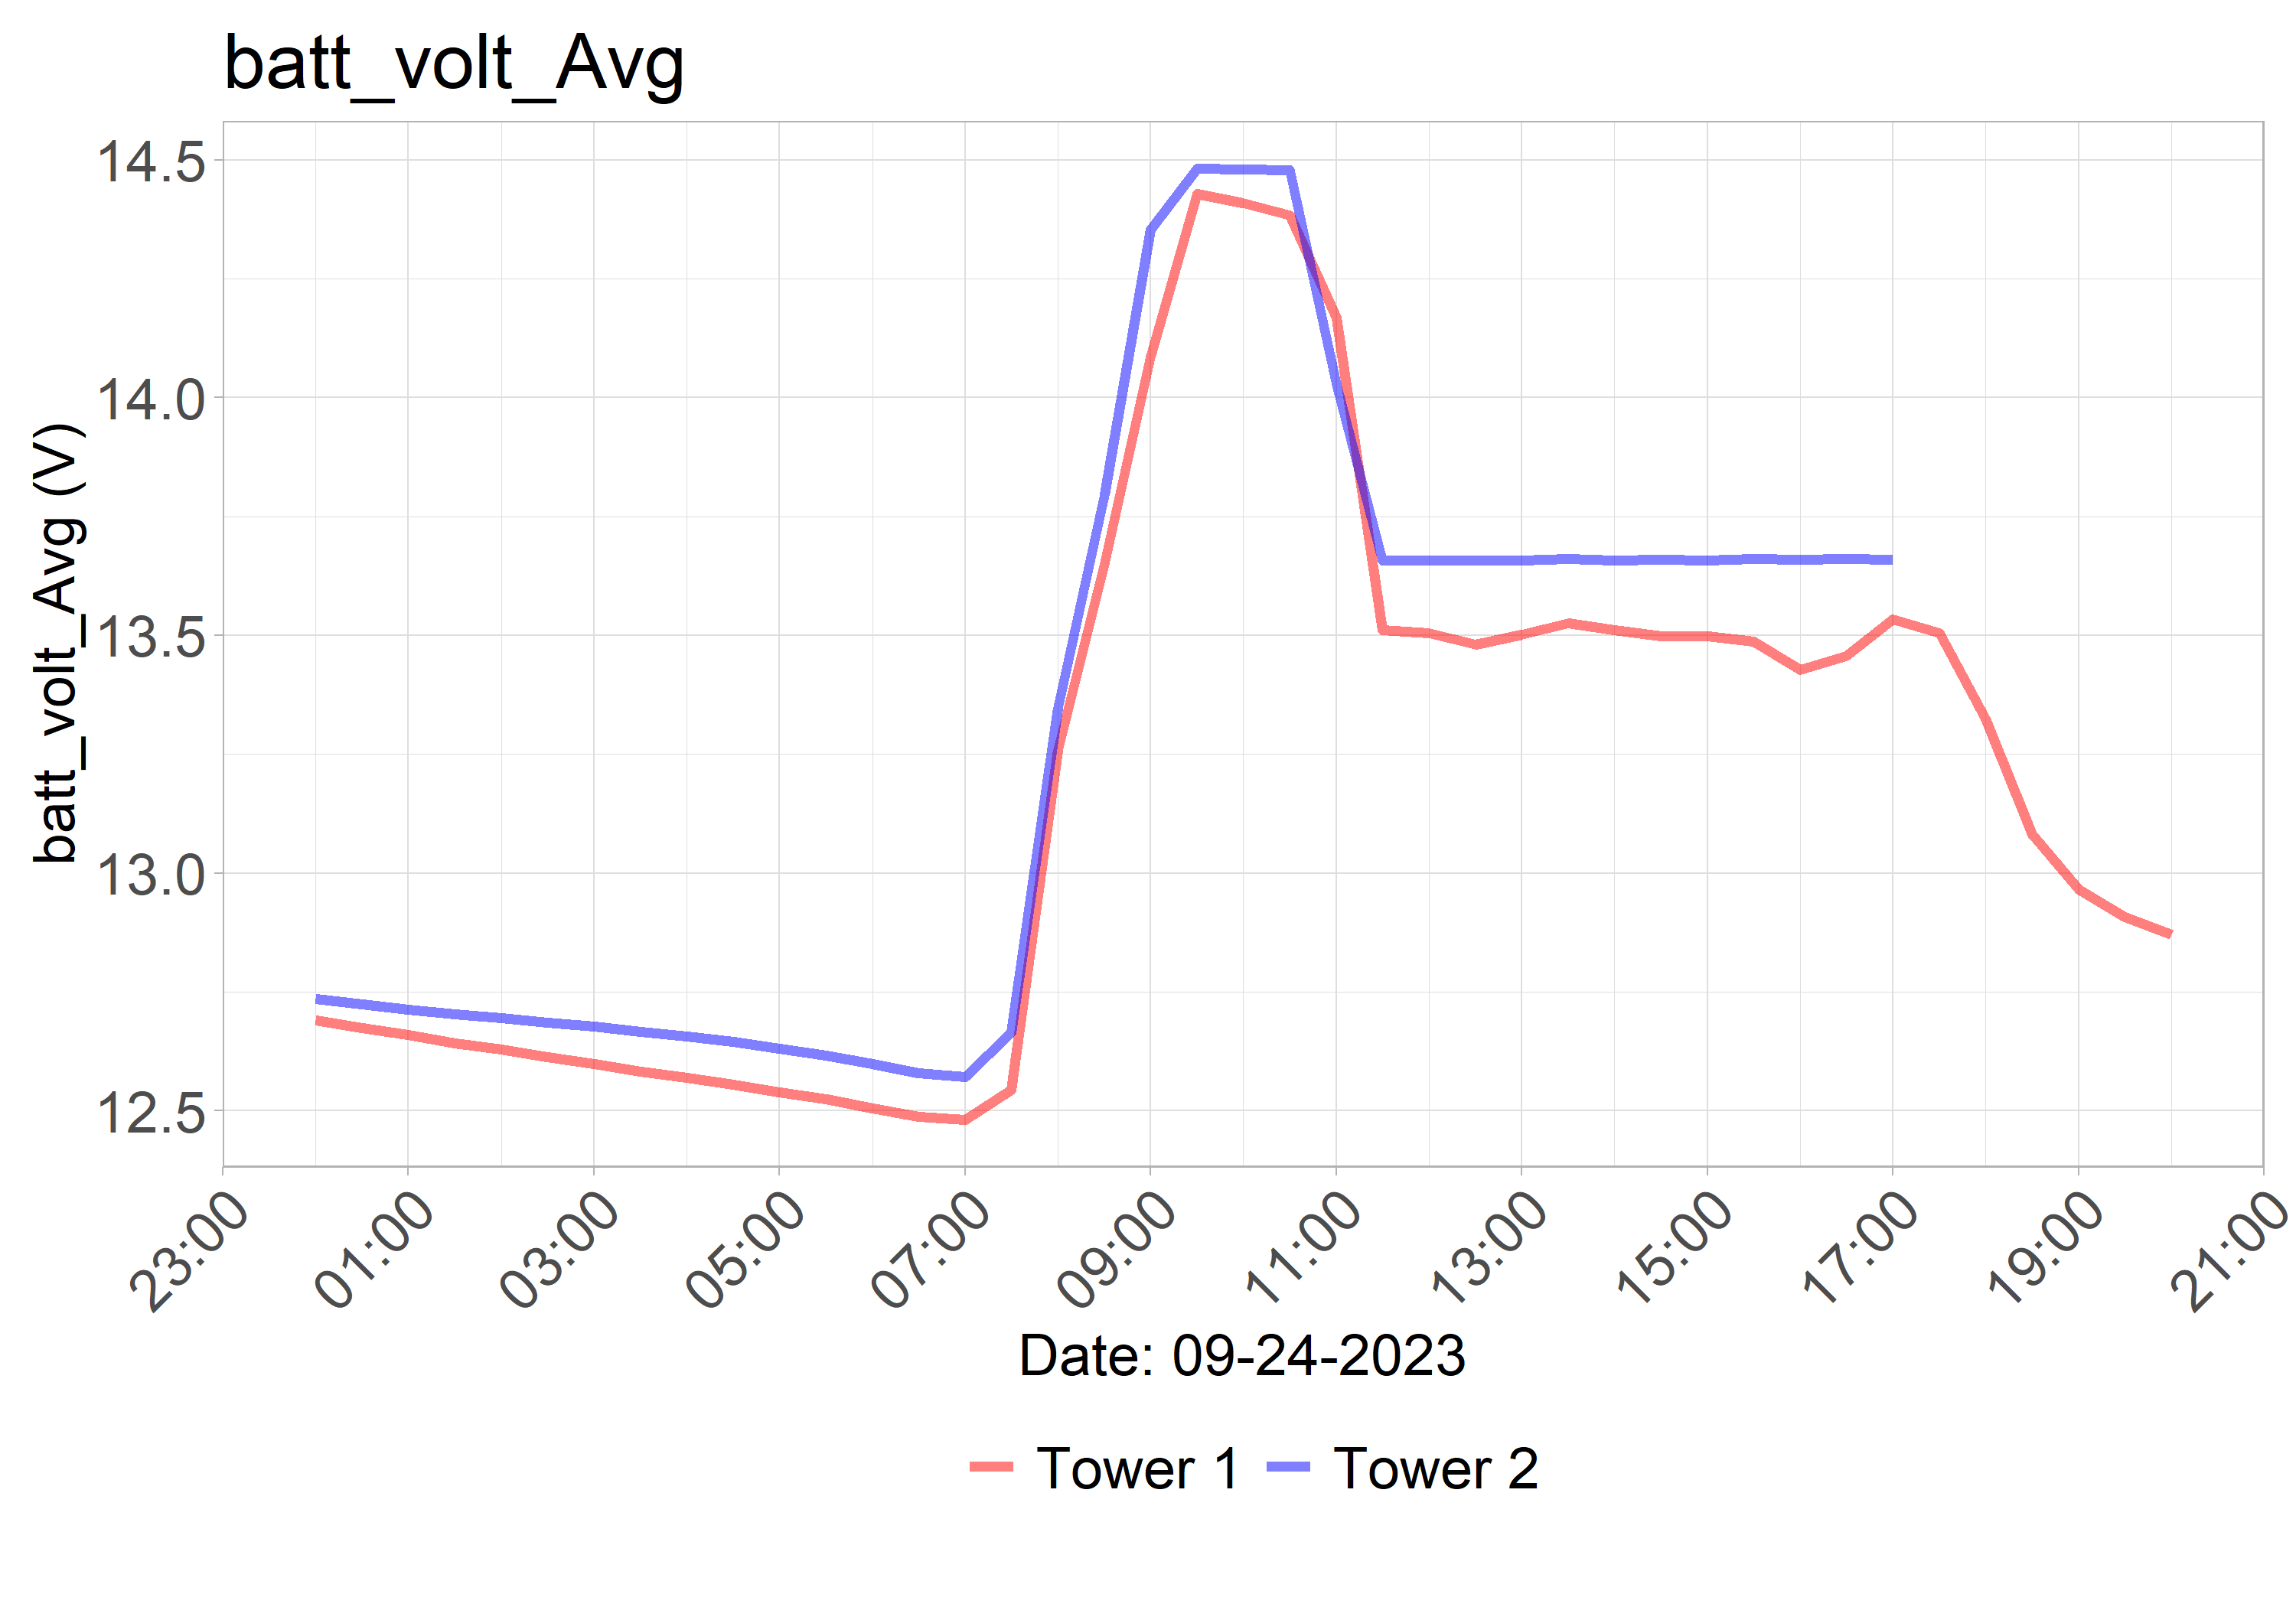 batt_volt_Avg
batt_volt_Avg (V)
14.5
14.0
13.5
13.0
12.5
23:00 01:00 03:00 05:00 07:00 09:00 11:00 13:00 15:00 17:00 19:00 21:00
Date: 09-24-2023
Tower 1 Tower 2